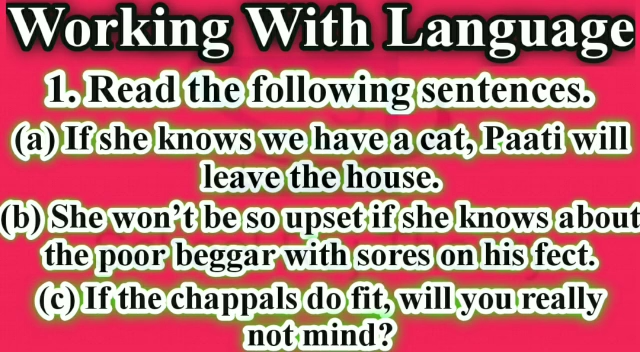 Working With Language
1. Read the following sentences.
(a) If she knows we have a cat, Paati will
leave the house.
(b) She won't be so upset if she knows about
the poor beggar with sores on his fect.
(c) If the chappals do fit, will you really
not mind?